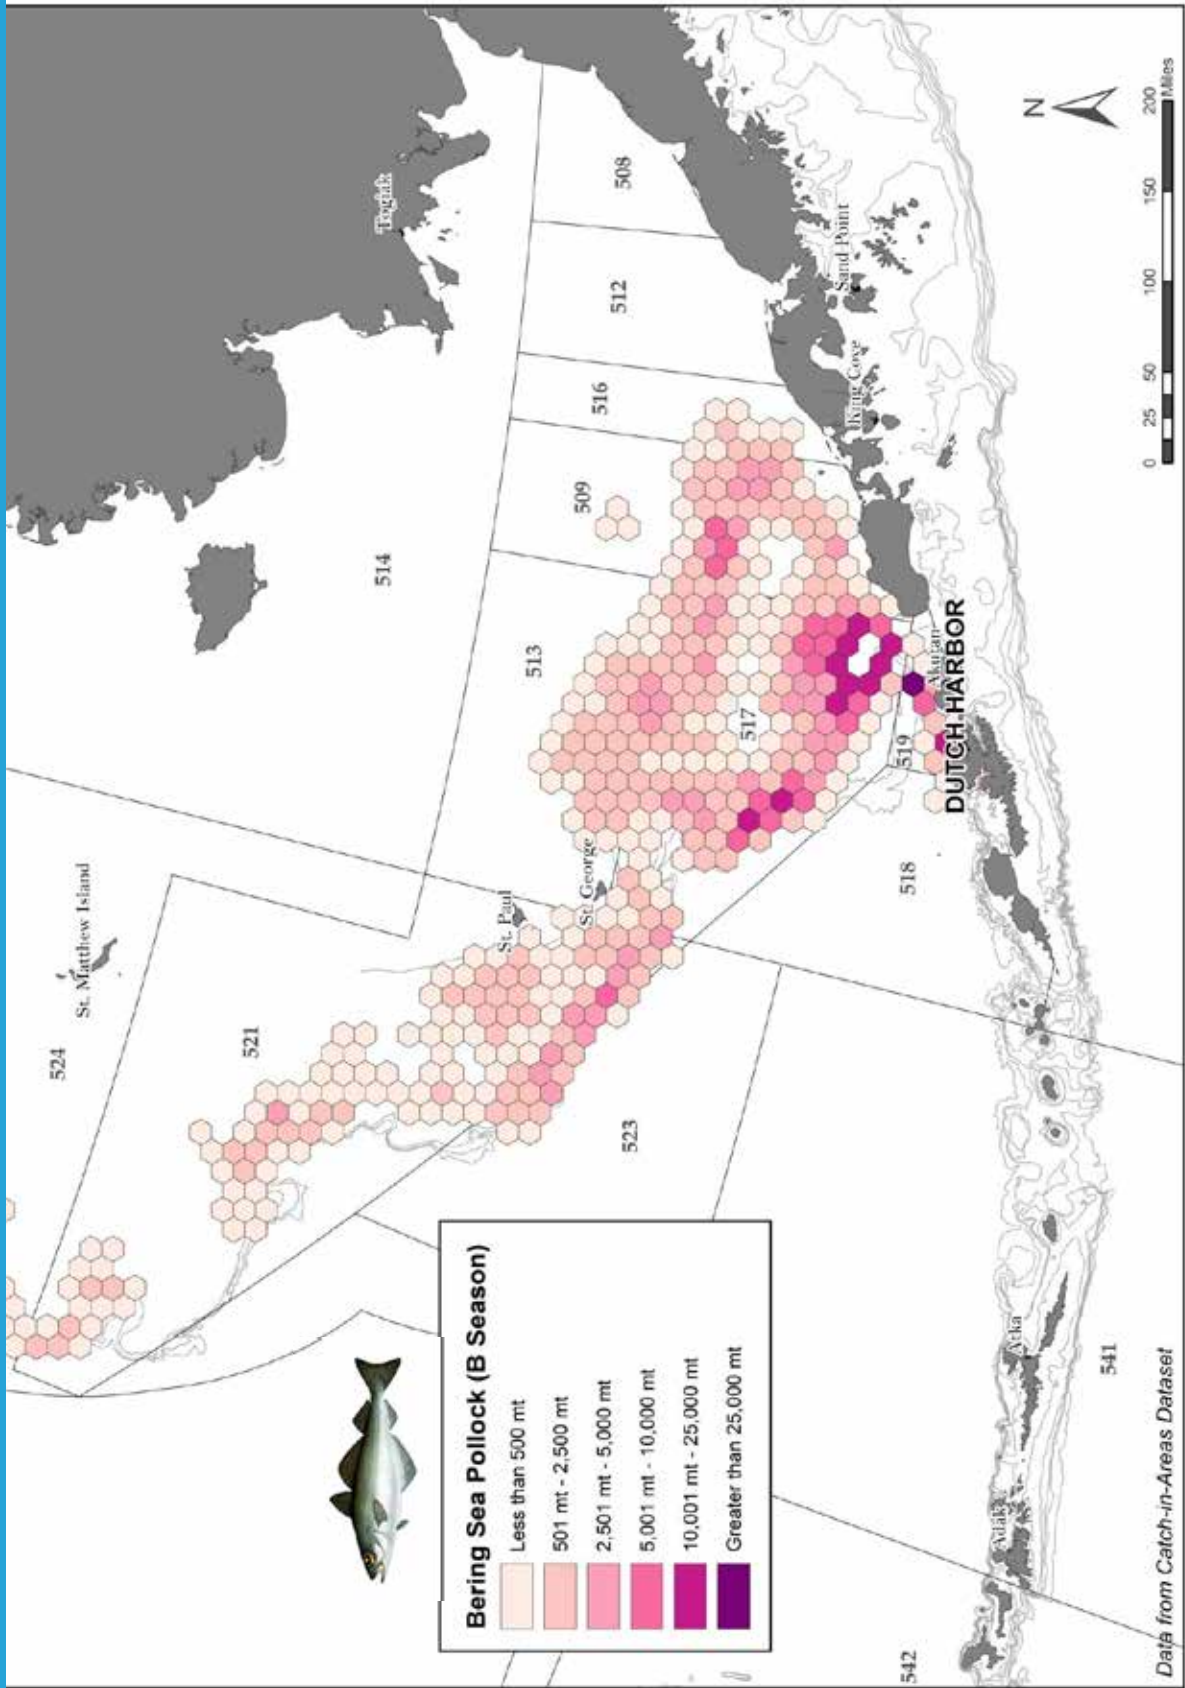 St. Matthew Island
524
521
514
Togiak
508
512
516
509
513
St. Paul
St. George
517
519
518
523
Akutan
DUTCH HARBOR
King Cove
Sand Point
Atka
Adak
541
542
N
0 25 50 100 150 200
Miles
Bering Sea Pollock (B Season)
Less than 500 mt
501 mt - 2,500 mt
2,501 mt - 5,000 mt
5,001 mt - 10,000 mt
10,001 mt - 25,000 mt
Greater than 25,000 mt
Data from Catch-in-Areas Dataset